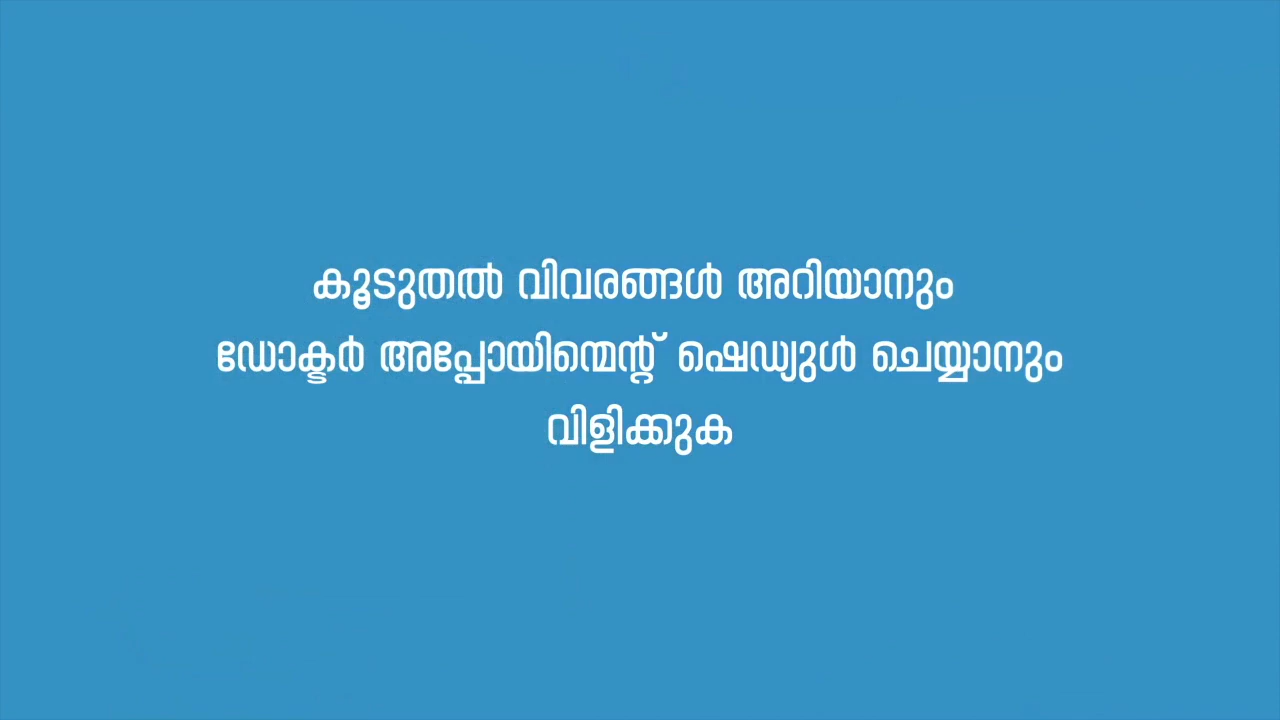 കൂടുതൽ വിവരങ്ങൾ അറിയാനും
ഡോക്ടർ അപ്പോയിന്മെന്റ് ഷെഡ്യുൾ ചെയ്യാനും
വിളിക്കുക